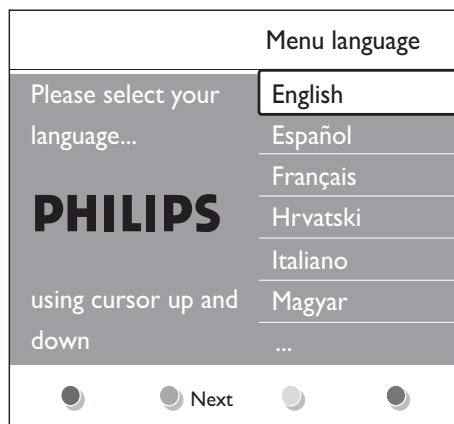 Menu language
Please select your
language...
PHILIPS
using cursor up and
down
English
Español
Français
Hrvatski
Italiano
Magyar
...
Next